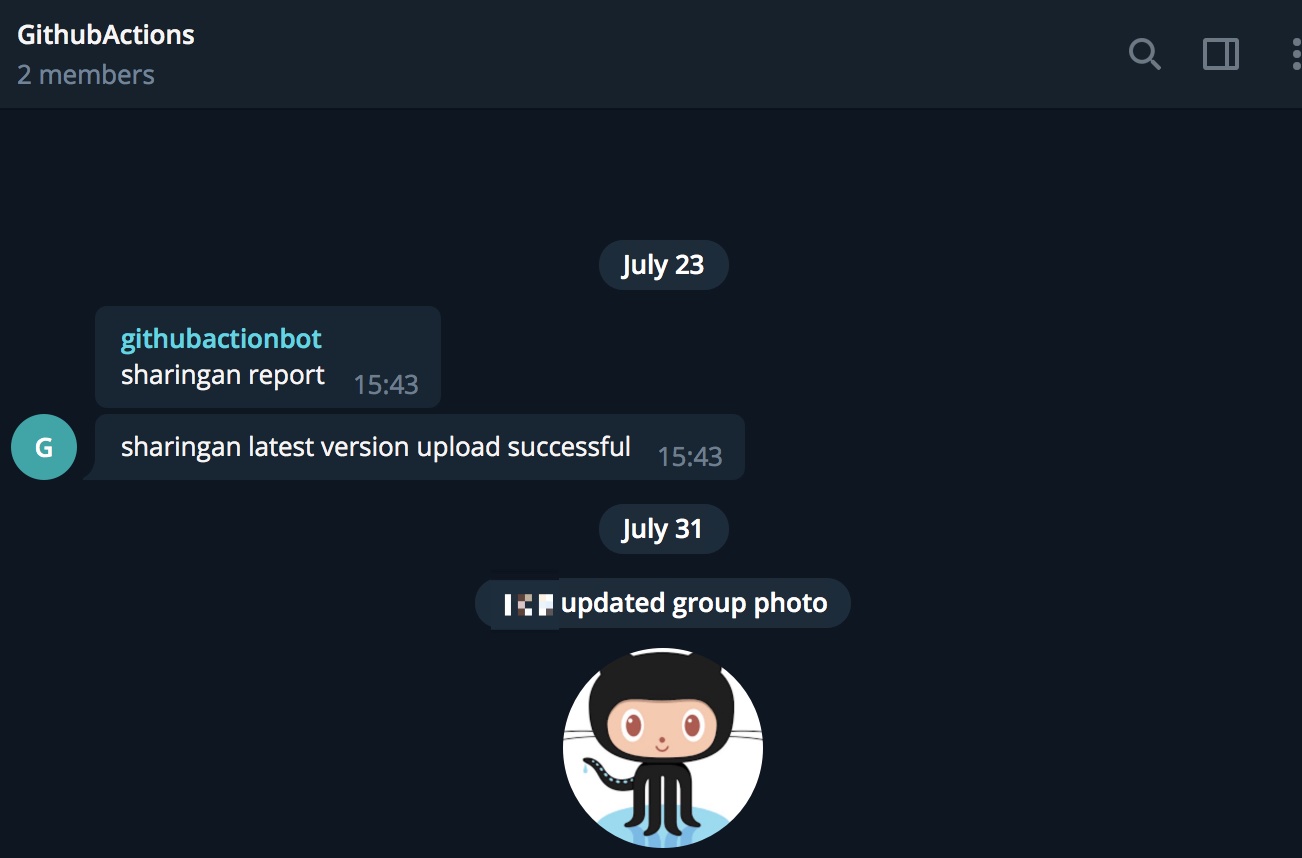 GithubActions
2 members
July 23
githubactionbot
sharingan report 15:43
G
sharingan latest version upload successful 15:43
July 31
updated group photo